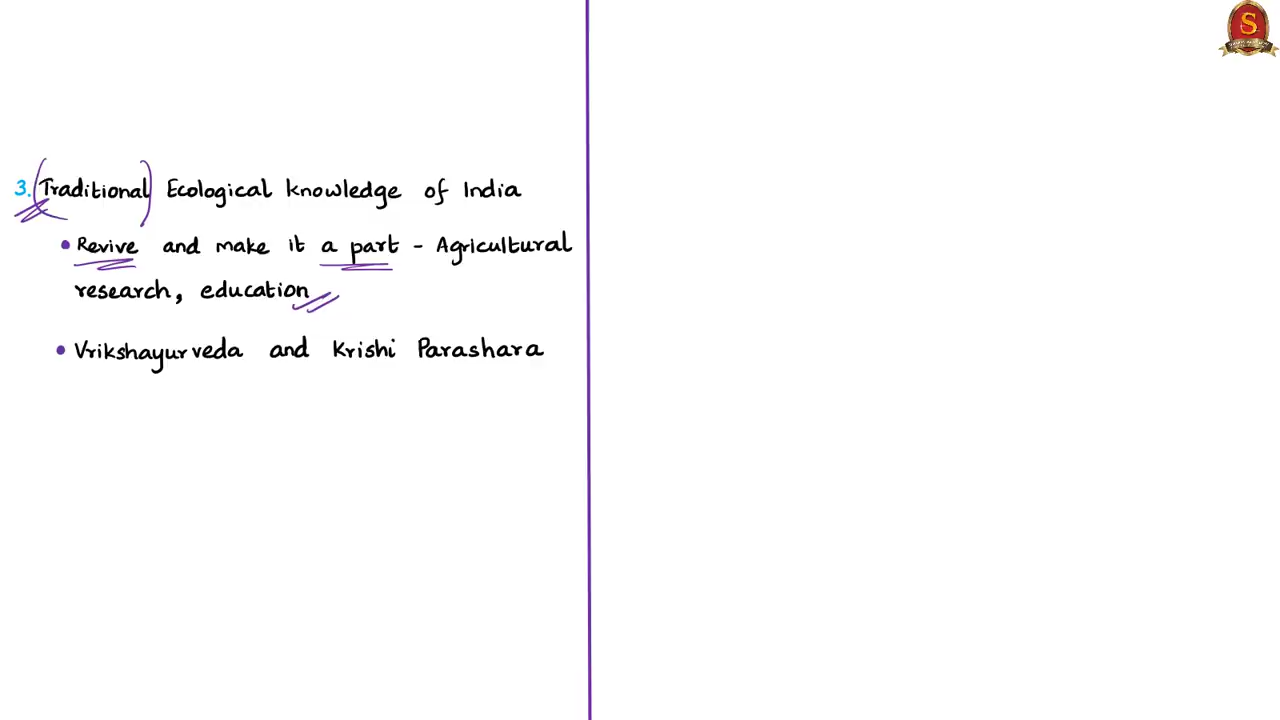 3. (Traditional) Ecological knowledge of India
• Revive and make it a part - Agricultural
research, education
• Vrikshayurveda and Krishi Parashara
S